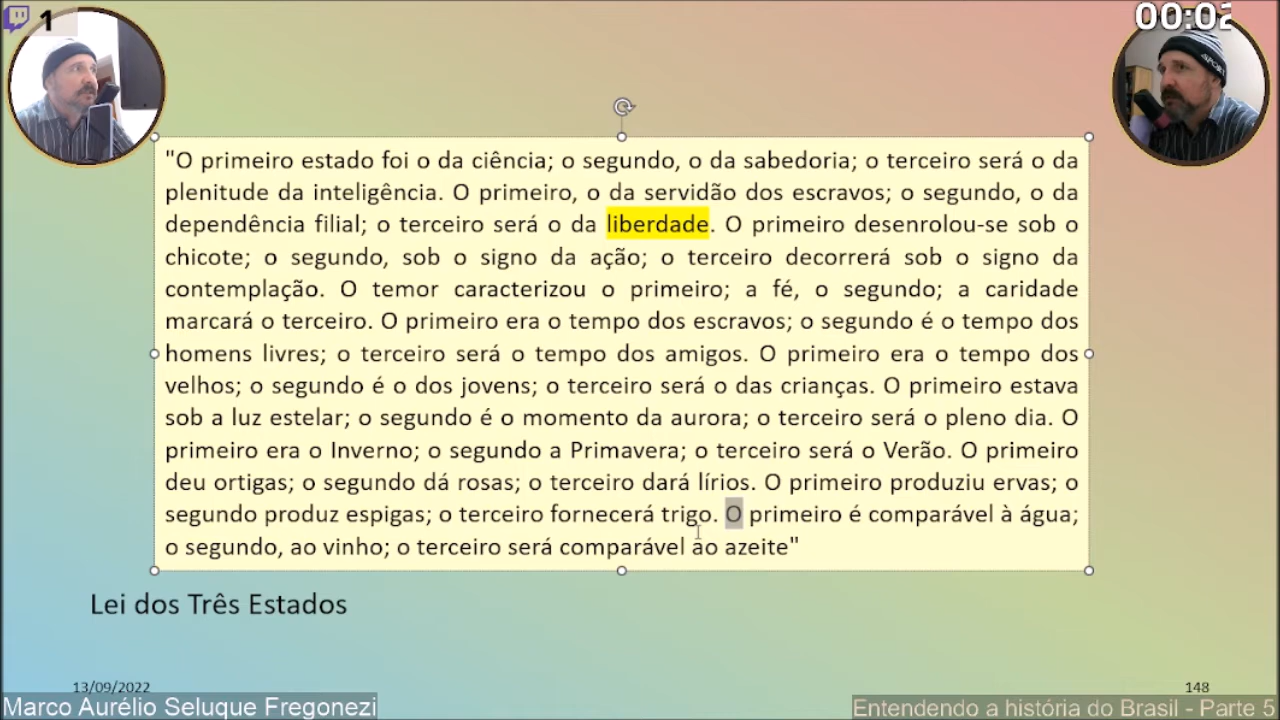 1
00:02
"O primeiro estado foi o da ciência; o segundo, o da sabedoria; o terceiro será o da
plenitude da inteligência. O primeiro, o da servidão dos escravos; o segundo, o da
dependência filial; o terceiro será o da liberdade. O primeiro desenrolou-se sob o
chicote; o segundo, sob o signo da ação; o terceiro decorrerá sob o signo da
contemplação. O temor caracterizou o primeiro; a fé, o segundo; a caridade
marcará o terceiro. O primeiro era o tempo dos escravos; o segundo é o tempo dos
homens livres; o terceiro será o tempo dos amigos. O primeiro era o tempo dos
velhos; o segundo é o dos jovens; o terceiro será o das crianças. O primeiro estava
sob a luz estelar; o segundo é o momento da aurora; o terceiro será o pleno dia. O
primeiro era o Inverno; o segundo a Primavera; o terceiro será o Verão. O primeiro
deu ortigas; o segundo dá rosas; o terceiro dará lírios. O primeiro produziu ervas; o
segundo produz espigas; o terceiro fornecerá trigo. O primeiro é comparável à água;
o segundo, ao vinho; o terceiro será comparável ao azeite"
Lei dos Três Estados
13/09/2022
148
Marco Aurélio Seluque Fregonezi
Entendendo a história do Brasil - Parte 5